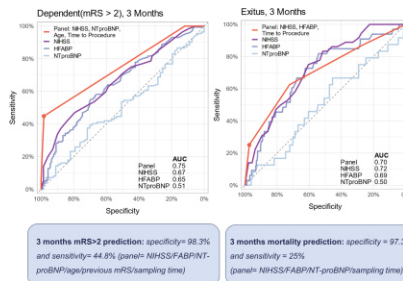 Dependent(mRS > 2), 3 Months
Panel: NIHSS, NTproBNP,
Age, Time to Procedure
NIHSS
HFABP
NTproBNP
100%
80%
60%
40%
20%
0%
Sensitivity
AUC
Panel 0.75
NIHSS 0.67
HFABP 0.65
NTproBNP 0.51
100% 80% 60% 40% 20% 0%
Specificity
Exitus, 3 Months
Panel: NIHSS, HFABP,
Time to Procedure
NIHSS
HFABP
NTproBNP
100%
80%
60%
40%
20%
0%
Sensitivity
AUC
Panel 0.70
NIHSS 0.72
HFABP 0.69
NTproBNP 0.50
100% 80% 60% 40% 20% 0%
Specificity
3 months mRS>2 prediction: specificity= 98.3%
and sensitivity= 44.8% (panel= NIHSS/FABP/NT-
proBNP/age/previous mRS/sampling time)
3 months mortality prediction: specificity= 97.3
and sensitivity = 25%
(panel= NIHSS/FABP/NT-proBNP/sampling time)